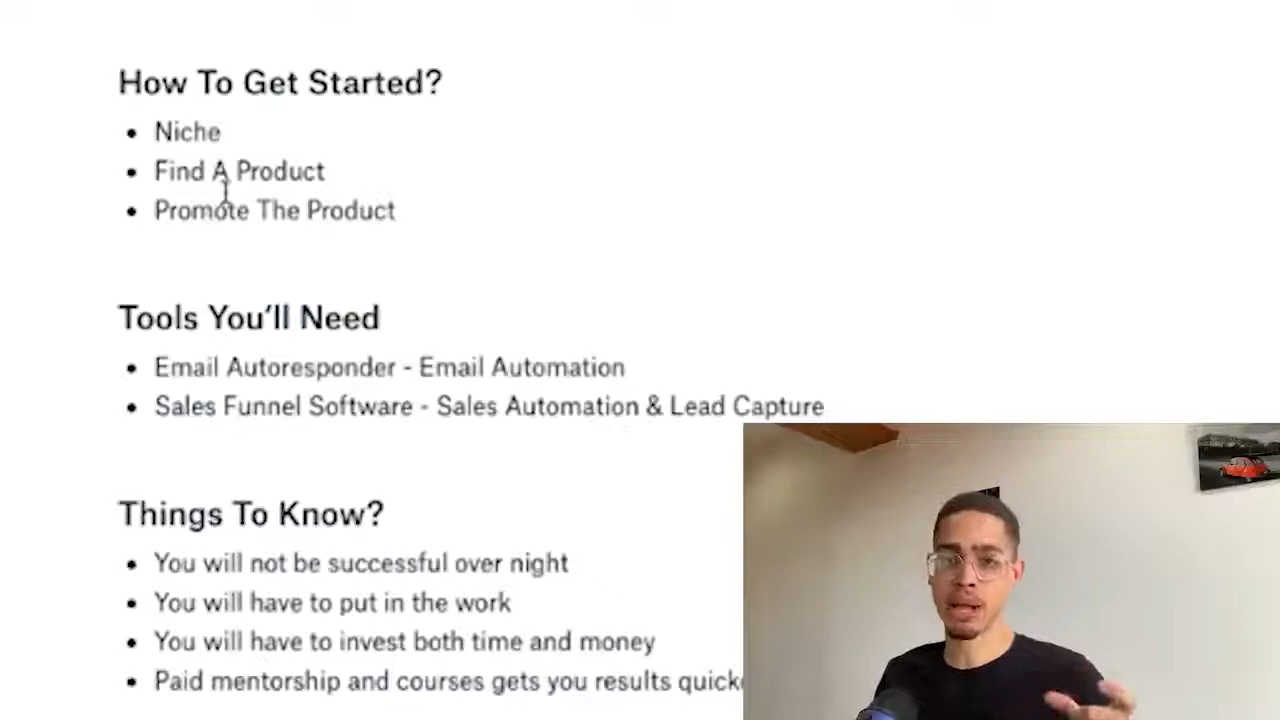 How To Get Started?
Niche
Find A Product
Promote The Product
Tools You'll Need
Email Autoresponder - Email Automation
Sales Funnel Software - Sales Automation & Lead Capture
Things To Know?
You will not be successful over night
You will have to put in the work
You will have to invest both time and money
Paid mentorship and courses gets you results